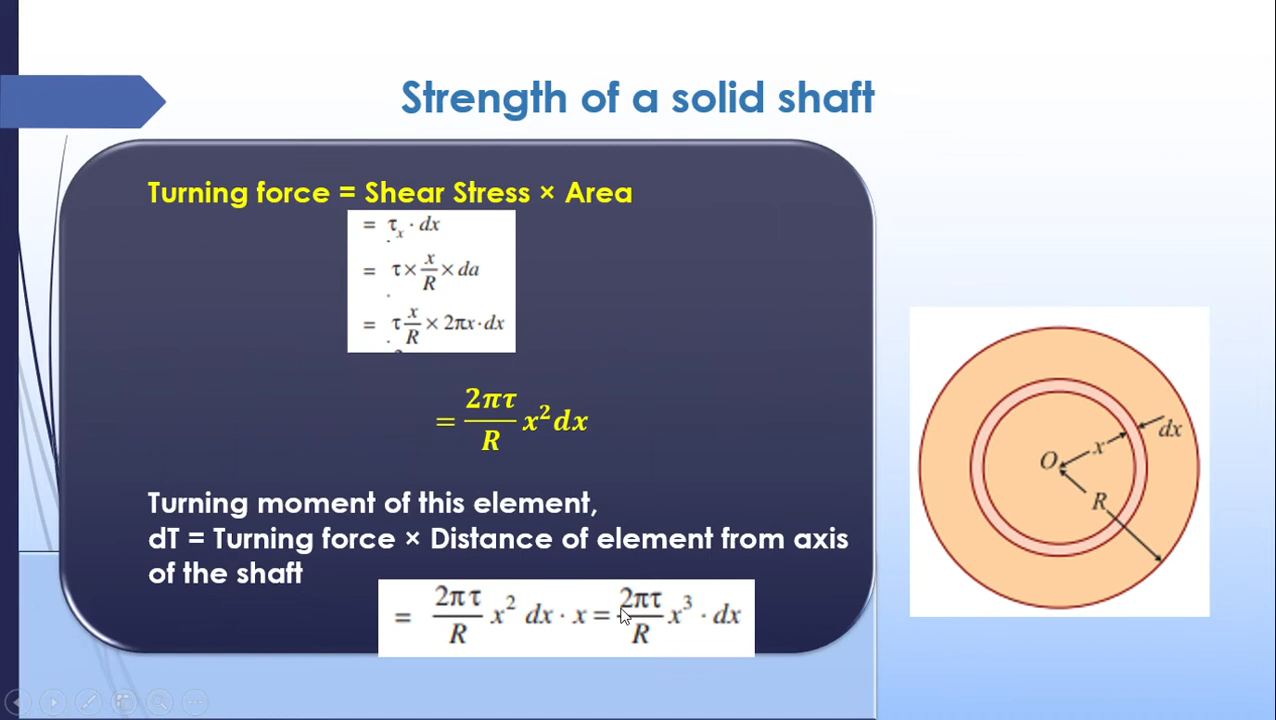 Strength of a solid shaft
Turning force = Shear Stress × Area
= τₓ · dx
= τ × x/R × da
= τ x/R × 2πx·dx
= 2πτ/R x² dx
Turning moment of this element,
dT = Turning force × Distance of element from axis
of the shaft
= 2πτ/R x² dx · x = 2πτ/R x³ · dx
dx
x
O
R